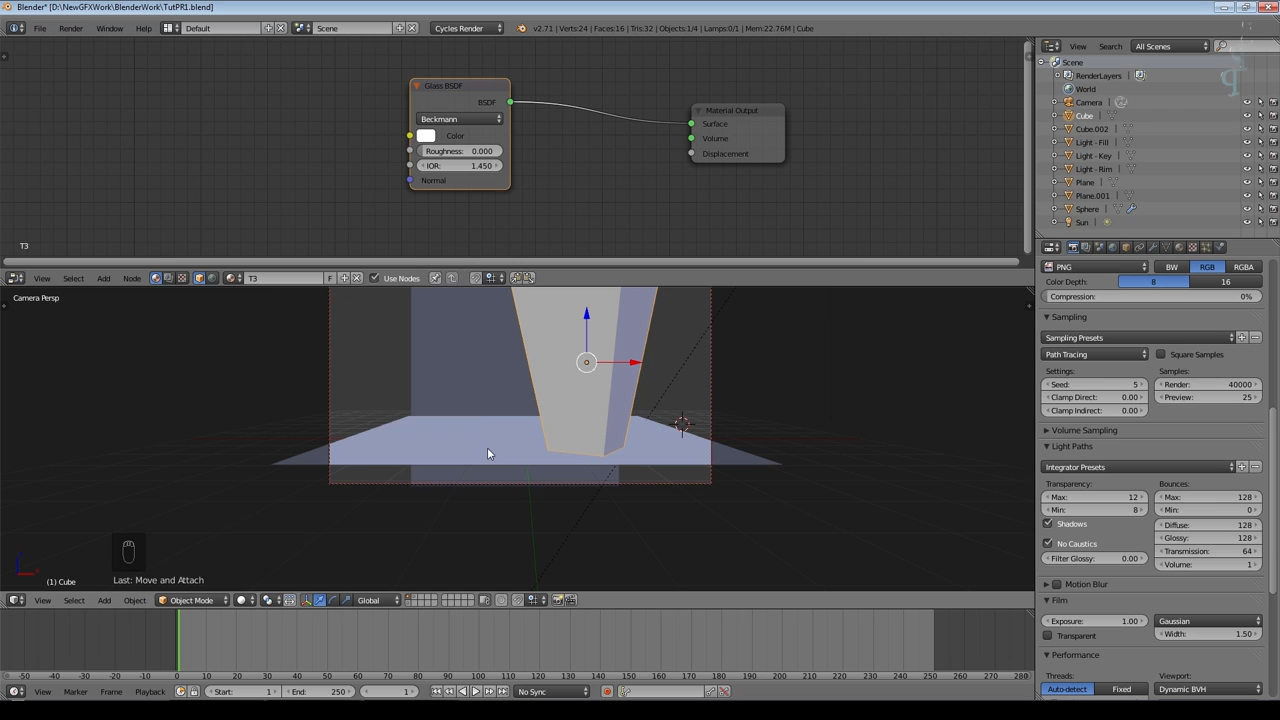 Blender* [D:\NewGFXWork\BlenderWork\TutPR1.blend]
File Render Window Help Default Scene Cycles Render v2.71 | Verts:24 | Faces:16 | Tris:32 | Objects:1/4 | Lamps:0/1 | Mem:22.76M | Cube
View Search All Scenes
Scene
RenderLayers
World
Camera
Cube
Cube.002
Light - Fill
Light - Key
Light - Rim
Plane
Plane.001
Sphere
Sun
Glass BSDF
BSDF
Beckmann
Color
Roughness: 0.000
IOR: 1.450
Normal
Material Output
Surface
Volume
Displacement
T3
View Select Add Node T3 F Use Nodes
Camera Persp
(1) Cube
Last: Move and Attach
View Select Add Object Object Mode Global
-50 -40 -30 -20 -10 0 10 20 30 40 50 60 70 80 90 100 110 120 130 140 150 160 170 180 190 200 210 220 230 240 250 260 270 280
View Marker Frame Playback Start: 1 End: 250 1 No Sync
PNG BW RGB RGBA
Color Depth: 8 16
Compression: 0%
Sampling
Sampling Presets
Path Tracing Square Samples
Settings: Samples:
Seed: 5 Render: 40000
Clamp Direct: 0.00 Preview: 25
Clamp Indirect: 0.00
Volume Sampling
Light Paths
Integrator Presets
Transparency: Bounces:
Max: 12 Max: 128
Min: 8 Min: 0
Shadows Diffuse: 128
Glossy: 128
No Caustics Transmission: 64
Filter Glossy: 0.00 Volume: 1
Motion Blur
Film
Exposure: 1.00 Gaussian
Transparent Width: 1.50
Performance
Threads: Viewport:
Auto-detect Fixed Dynamic BVH